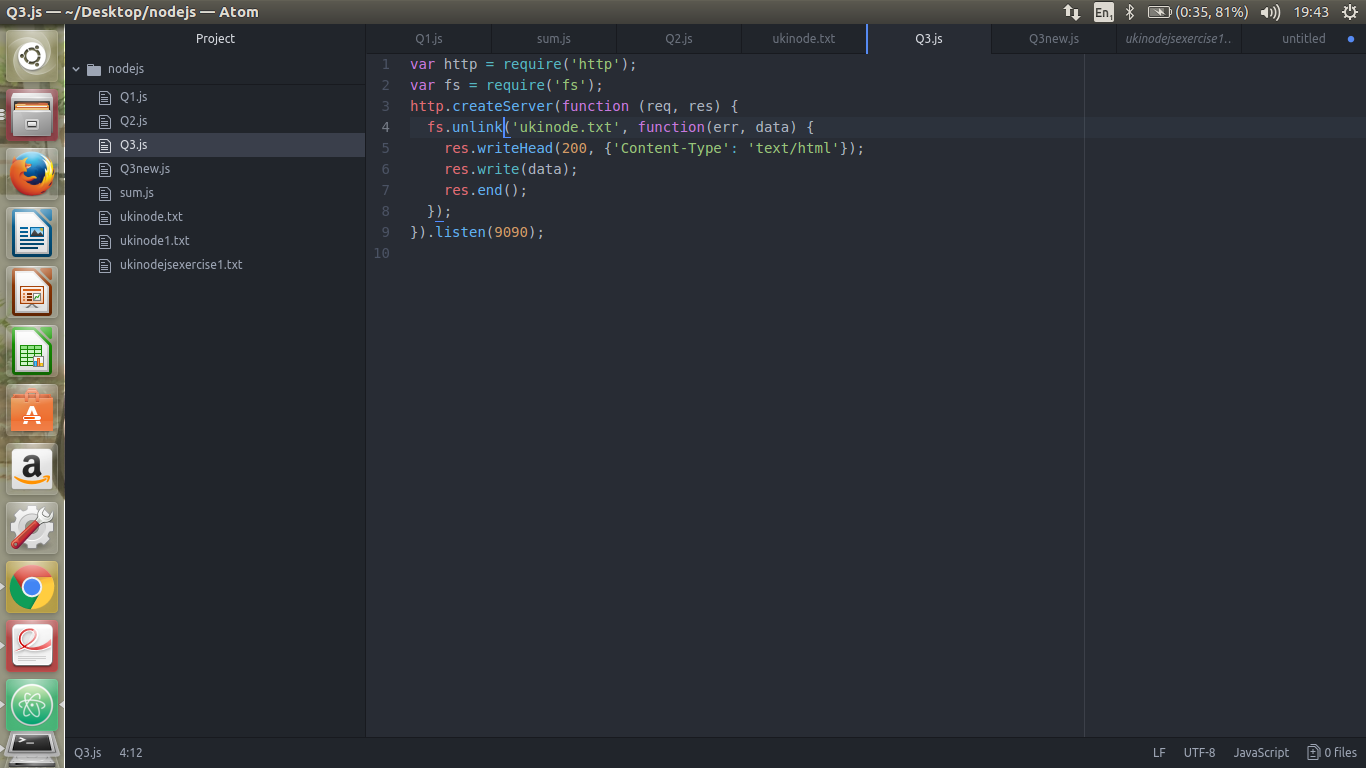 Q3.js — ~/Desktop/nodejs — Atom
En1 (0:35, 81%) 19:43
Project
nodejs
Q1.js
Q2.js
Q3.js
Q3new.js
sum.js
ukinode.txt
ukinode1.txt
ukinodejsexercise1.txt
Q1.js sum.js Q2.js ukinode.txt Q3.js Q3new.js ukinodejsexercise1.. untitled
1 var http = require('http');
2 var fs = require('fs');
3 http.createServer(function (req, res) {
4 fs.unlink('ukinode.txt', function(err, data) {
5 res.writeHead(200, {'Content-Type': 'text/html'});
6 res.write(data);
7 res.end();
8 });
9 }).listen(9090);
10
Q3.js 4:12
LF UTF-8 JavaScript 0 files